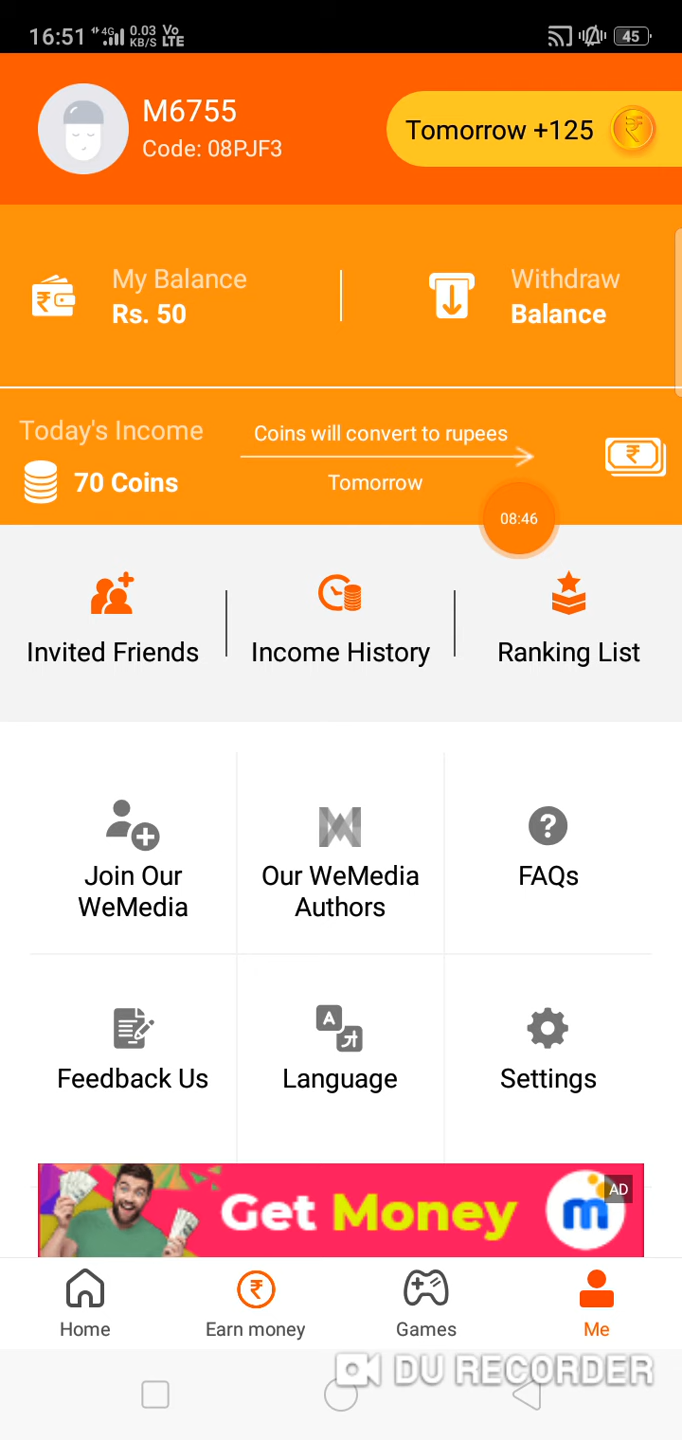 16:51 4G 0.03 KB/S Vo LTE 45
M6755
Code: 08PJF3
Tomorrow +125
My Balance
Rs. 50
Withdraw
Balance
Today's Income
70 Coins
Coins will convert to rupees
Tomorrow
08:46
Invited Friends
Income History
Ranking List
Join Our
WeMedia
Our WeMedia
Authors
FAQs
Feedback Us
Language
Settings
Get Money
m
AD
Home
Earn money
Games
Me
DU RECORDER